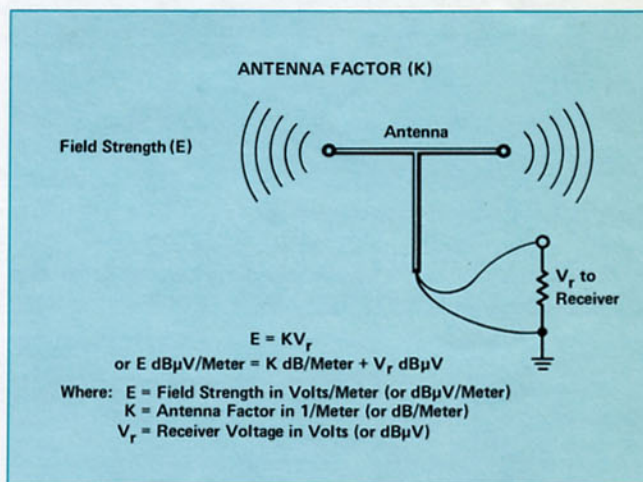 ANTENNA FACTOR (K)
Field Strength (E)
Antenna
V_r to
Receiver
E = KV_r
or E dBµV/Meter = K dB/Meter + V_r dBµV
Where: E = Field Strength in Volts/Meter (or dBµV/Meter)
K = Antenna Factor in 1/Meter (or dB/Meter)
V_r = Receiver Voltage in Volts (or dBµV)